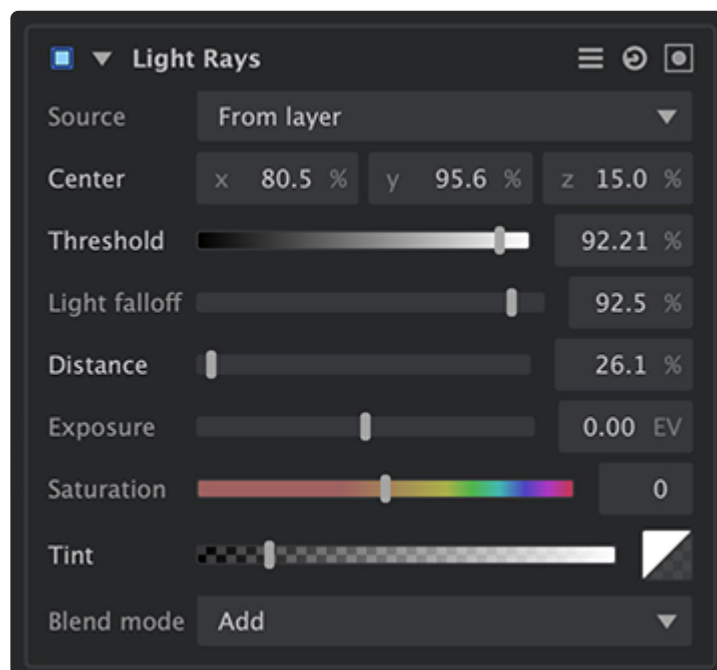 Light Rays
Source From layer
Center x 80.5 % y 95.6 % z 15.0 %
Threshold 92.21 %
Light falloff 92.5 %
Distance 26.1 %
Exposure 0.00 EV
Saturation 0
Tint
Blend mode Add